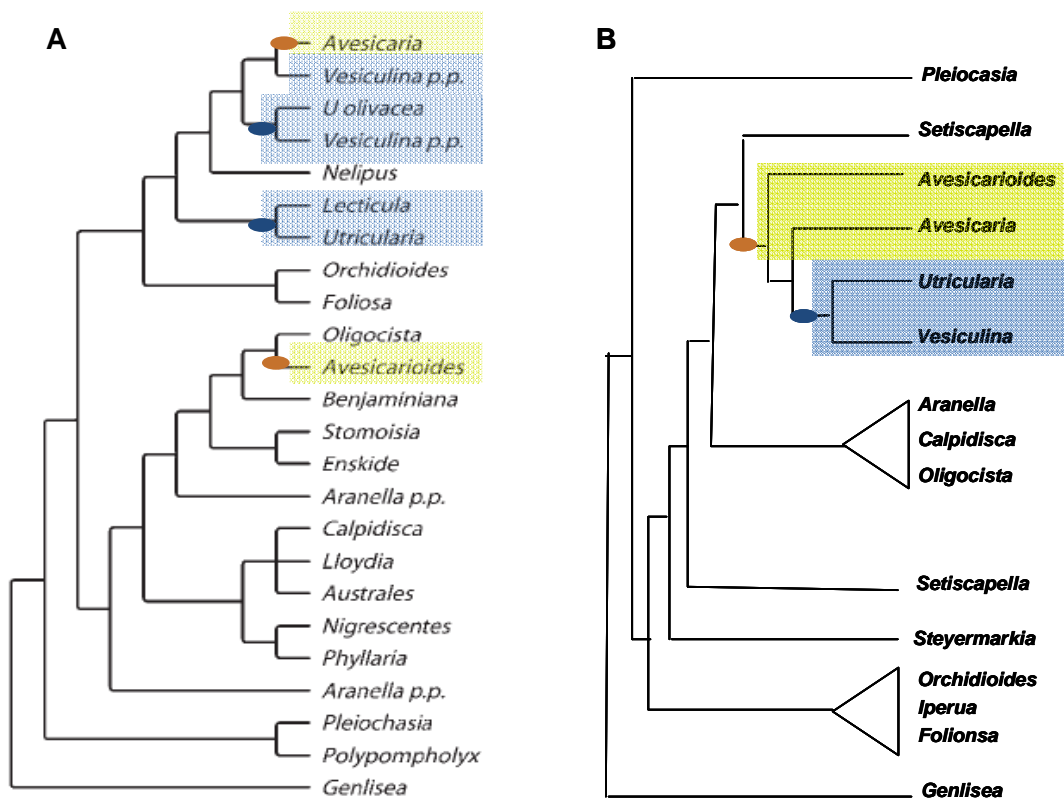 A
Avesicaria
Vesiculina p.p.
U olivacea
Vesiculina p.p.
Nelipus
Lecticula
Utricularia
Orchidioides
Foliosa
Oligocista
Avesicarioides
Benjaminiana
Stomoisia
Enskide
Aranella p.p.
Calpidisca
Lloydia
Australes
Nigrescentes
Phyllaria
Aranella p.p.
Pleiochasia
Polypompholyx
Genlisea
B
Pleiocasia
Setiscapella
Avesicarioides
Avesicaria
Utricularia
Vesiculina
Aranella
Calpidisca
Oligocista
Setiscapella
Steyermarkia
Orchidioides
Iperua
Folionsa
Genlisea